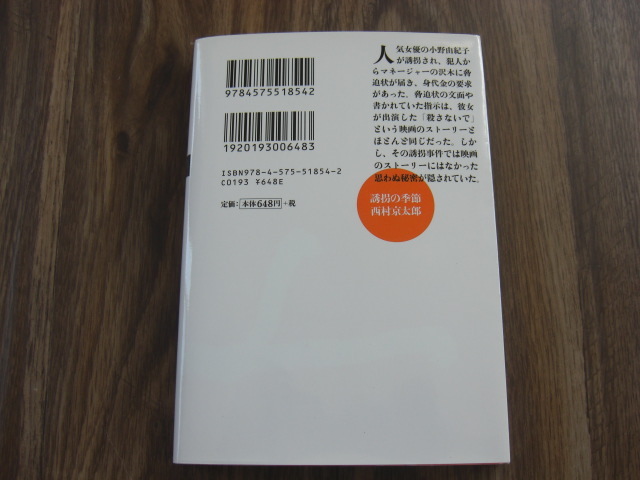 9784575518542
1920193006483
ISBN978-4-575-51854-2
C0193 ¥648E
定価：本体648円+税
人気女優の小野由紀子
が誘拐され、犯人か
らマネージャーの沢木に脅
迫状が届き、身代金の要求
があった。脅迫状の文面や
書かれていた指示は、彼女
が出演した「殺さないで」
という映画のストーリーと
ほとんど同じだった。しか
し、その誘拐事件では映画
のストーリーにはなかった
思わぬ秘密が隠されていた。
誘拐の季節
西村京太郎